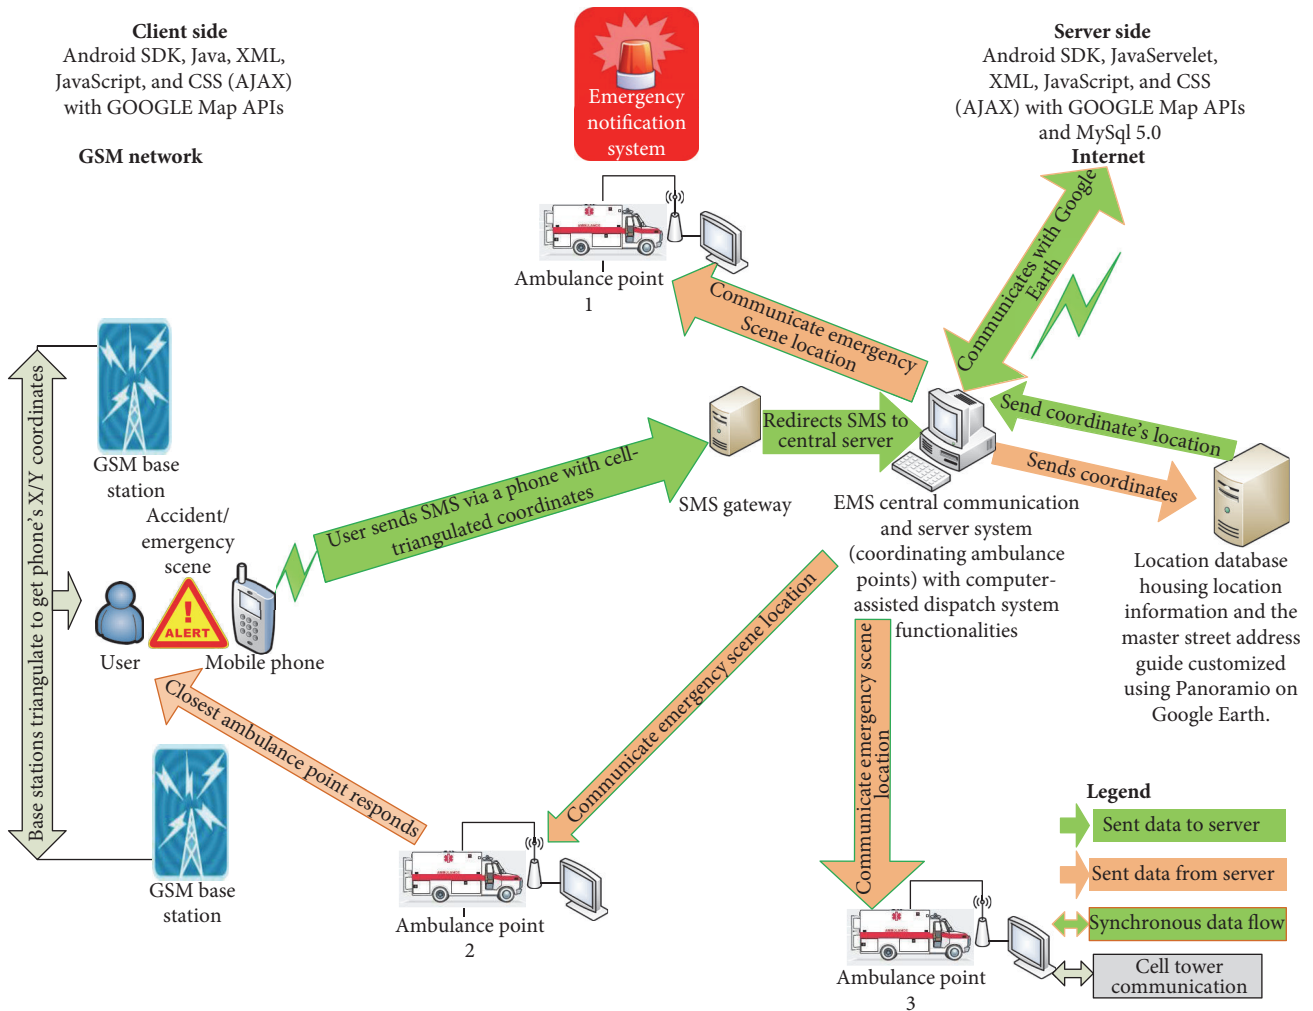 Client side
Android SDK, Java, XML,
JavaScript, and CSS (AJAX)
with GOOGLE Map APIs
GSM network
Emergency
notification
system
Server side
Android SDK, JavaServelet,
XML, JavaScript, and CSS
(AJAX) with GOOGLE Map APIs
and MySql 5.0
Internet
AMBULANCE
Ambulance point
1
Communicate emergency
Scene location
Communicates with Google
Earth
Base stations triangulate to get phone's X/Y coordinates
GSM base
station
Accident/
emergency
scene
ALERT
User
Mobile phone
User sends SMS via a phone with cell-
triangulated coordinates
SMS gateway
Redirects SMS to
central server
Send coordinate's location
Sends coordinates
EMS central communication
and server system
(coordinating ambulance
points) with computer-
assisted dispatch system
functionalities
Location database
housing location
information and the
master street address
guide customized
using Panoramio on
Google Earth.
Closest ambulance point responds
Communicate emergency scene location
Communicate emergency scene
location
GSM base
station
Ambulance point
2
Ambulance point
3
Legend
Sent data to server
Sent data from server
Synchronous data flow
Cell tower
communication